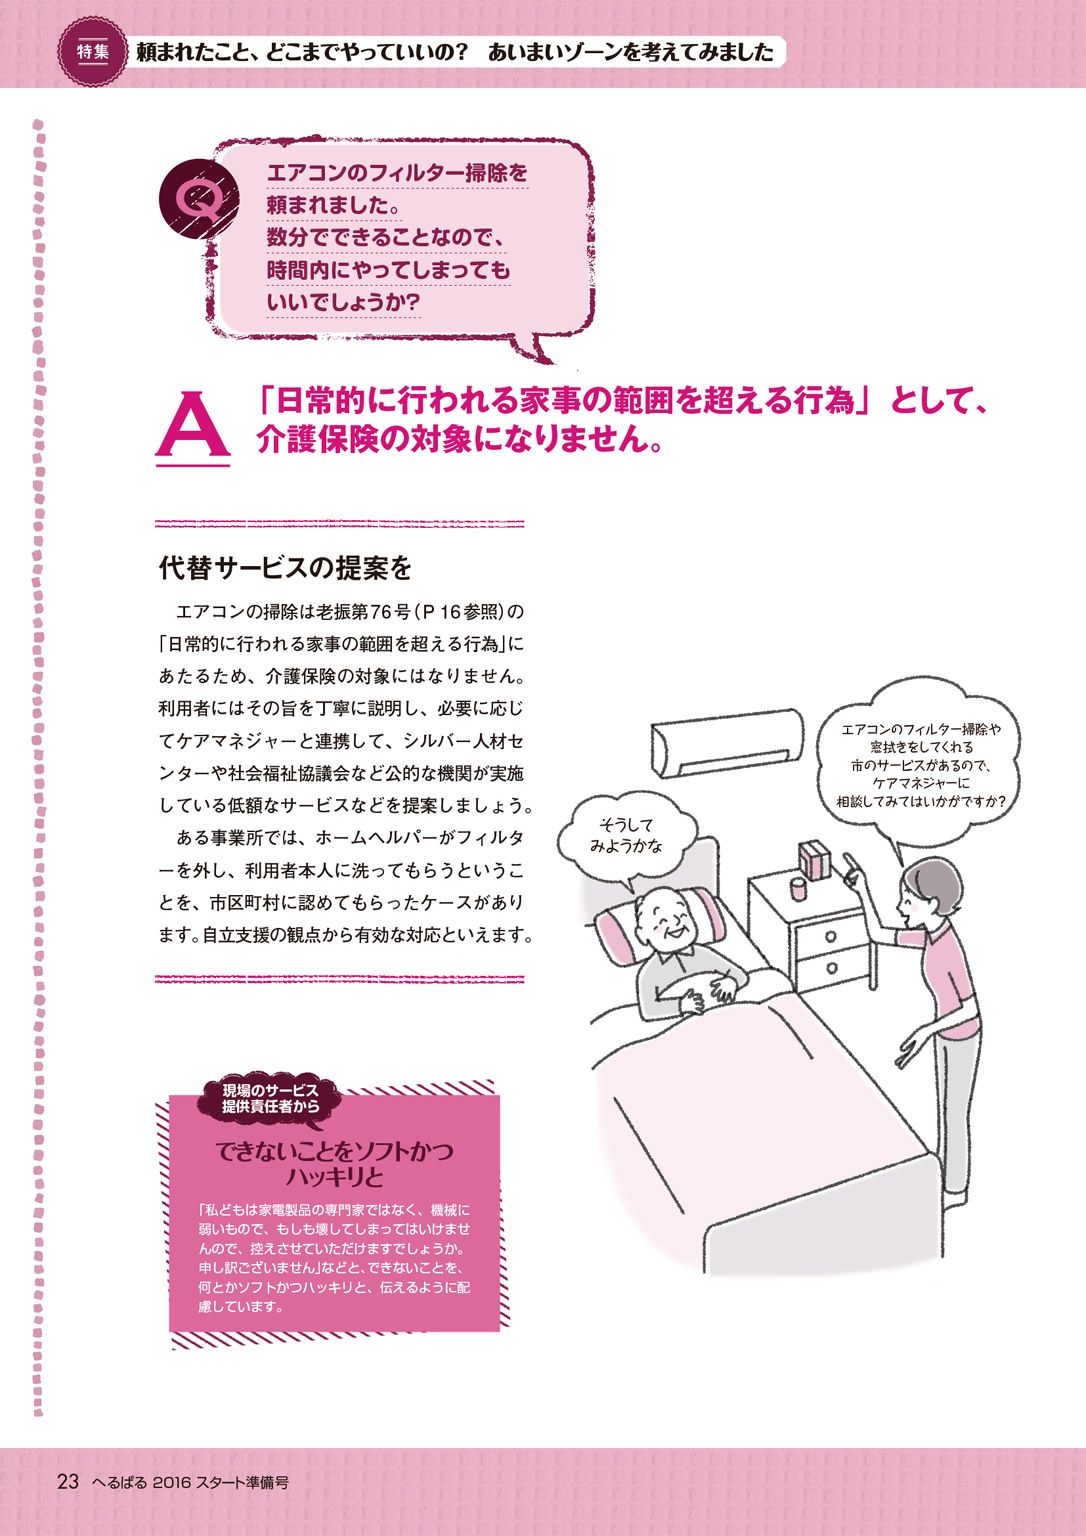 特集
頼まれたこと、どこまでやっていいの？ あいまいゾーンを考えてみました
Q
エアコンのフィルター掃除を
頼まれました。
数分でできることなので、
時間内にやってしまっても
いいでしょうか？
A
「日常的に行われる家事の範囲を超える行為」として、
介護保険の対象になりません。
代替サービスの提案を
エアコンの掃除は老振第76号（P 16参照）の
「日常的に行われる家事の範囲を超える行為」に
あたるため、介護保険の対象にはなりません。
利用者にはその旨を丁寧に説明し、必要に応じ
てケアマネジャーと連携して、シルバー人材セ
ンターや社会福祉協議会など公的な機関が実施
している低額なサービスなどを提案しましょう。
ある事業所では、ホームヘルパーがフィルタ
ーを外し、利用者本人に洗ってもらうというこ
とを、市区町村に認めてもらったケースがあり
ます。自立支援の観点から有効な対応といえます。
エアコンのフィルター掃除や
窓拭きをしてくれる
市のサービスがあるので、
ケアマネジャーに
相談してみてはいかがですか？
そうして
みようかな
現場のサービス
提供責任者から
できないことをソフトかつ
ハッキリと
「私どもは家電製品の専門家ではなく、機械に
弱いもので、もしも壊してしまってはいけませ
んので、控えさせていただけますでしょうか。
申し訳ございません」などと、できないことを、
何とかソフトかつハッキリと、伝えるように配
慮しています。
23 へるぱる 2016 スタート準備号